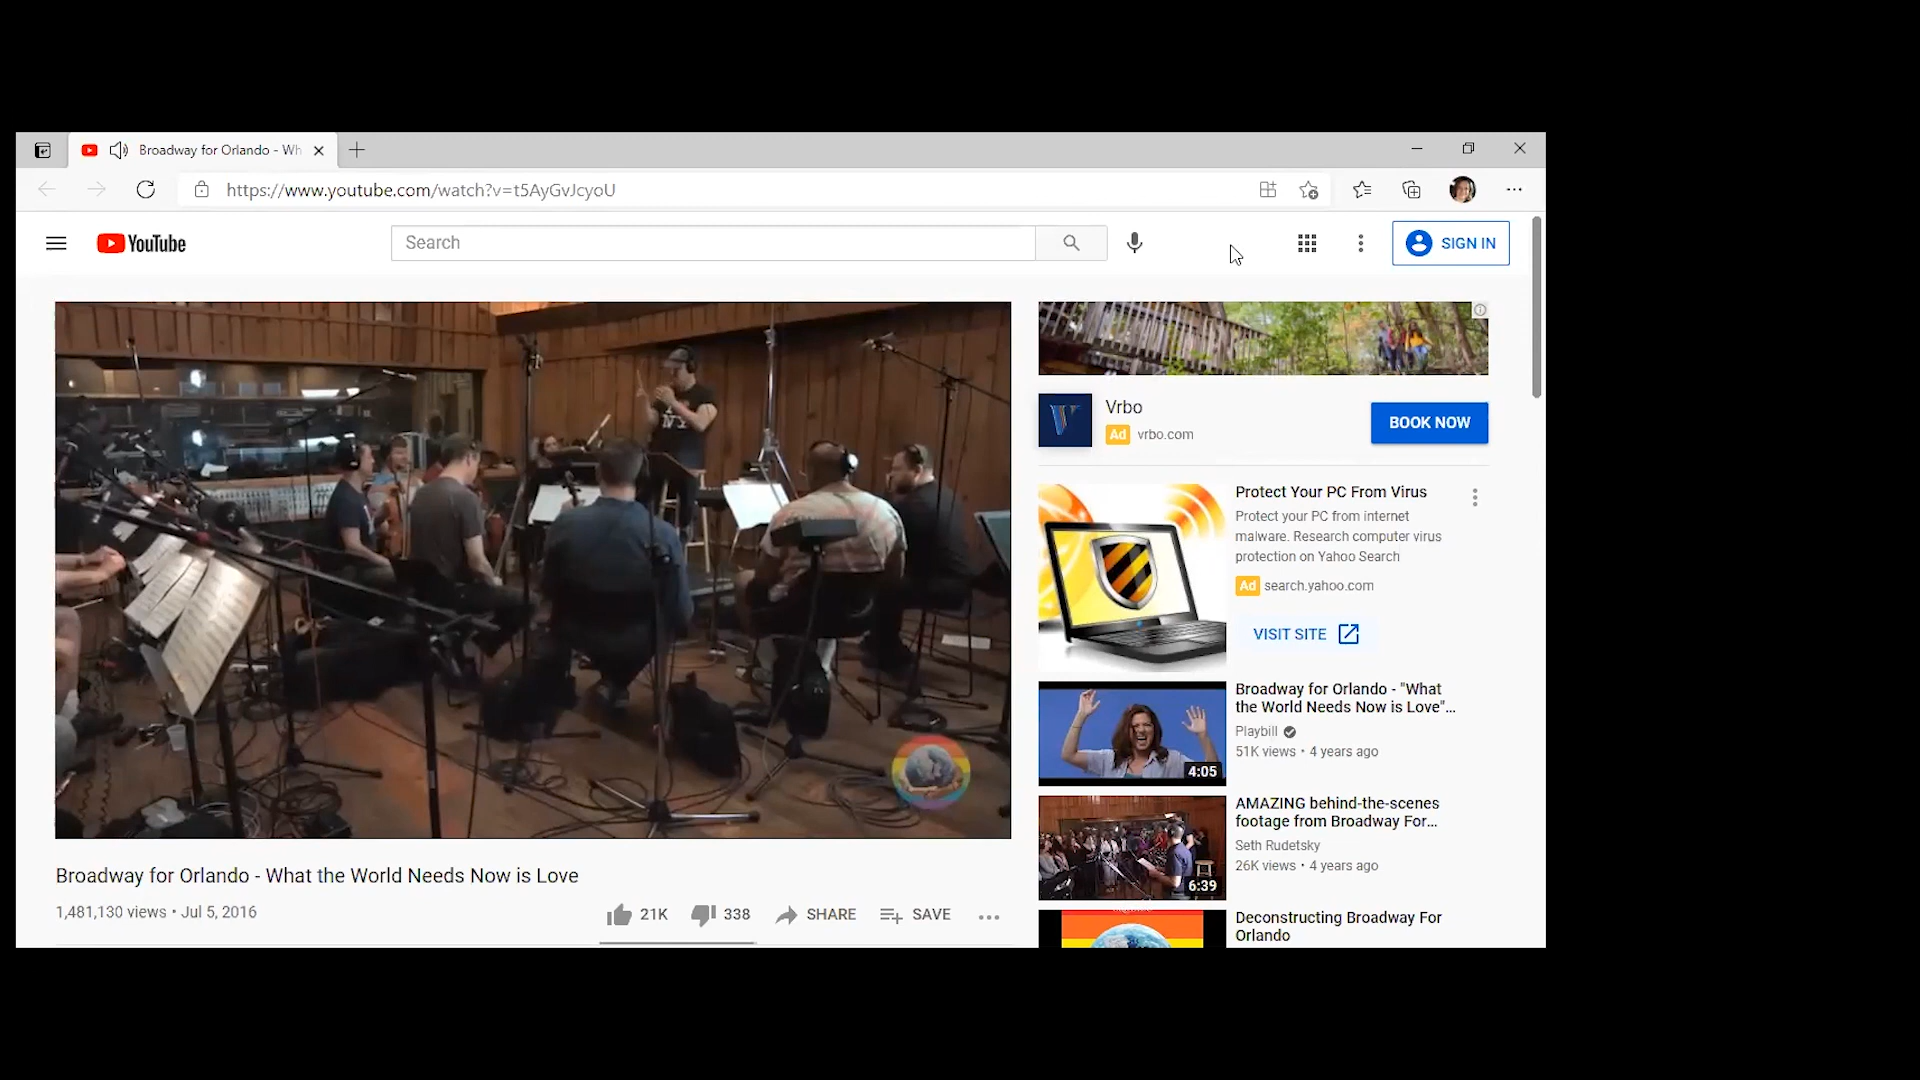 Broadway for Orlando - Wh
https://www.youtube.com/watch?v=t5AyGvJcyoU
YouTube
Search
SIGN IN
Vrbo
Ad vrbo.com
BOOK NOW
Protect Your PC From Virus
Protect your PC from internet
malware. Research computer virus
protection on Yahoo Search
Ad search.yahoo.com
VISIT SITE
Broadway for Orlando - "What
the World Needs Now is Love"...
Playbill
51K views • 4 years ago
4:05
AMAZING behind-the-scenes
footage from Broadway For...
Seth Rudetsky
26K views • 4 years ago
6:39
Deconstructing Broadway For
Orlando
Broadway for Orlando - What the World Needs Now is Love
1,481,130 views • Jul 5, 2016
21K
338
SHARE
SAVE